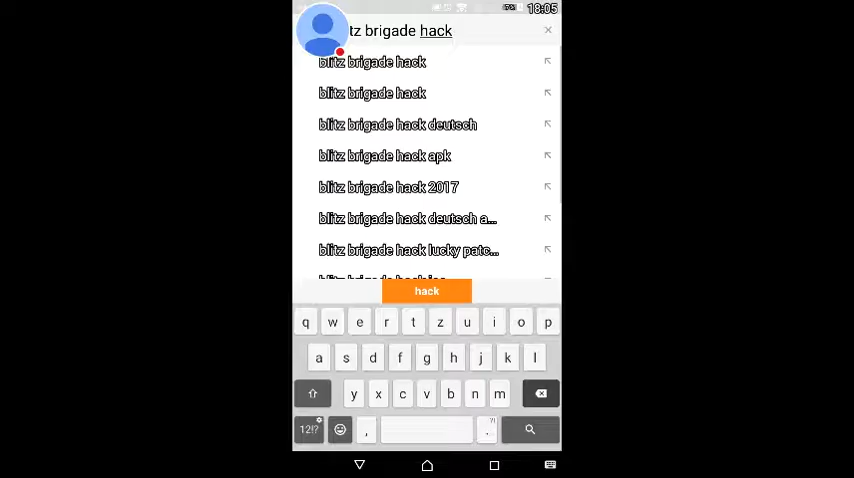 47% 18:05
tz brigade hack
blitz brigade hack
blitz brigade hack
blitz brigade hack deutsch
blitz brigade hack apk
blitz brigade hack 2017
blitz brigade hack deutsch a...
blitz brigade hack lucky patc...
hack
q w e r t z u i o p
a s d f g h j k l
y x c v b n m
12!? , . ?!